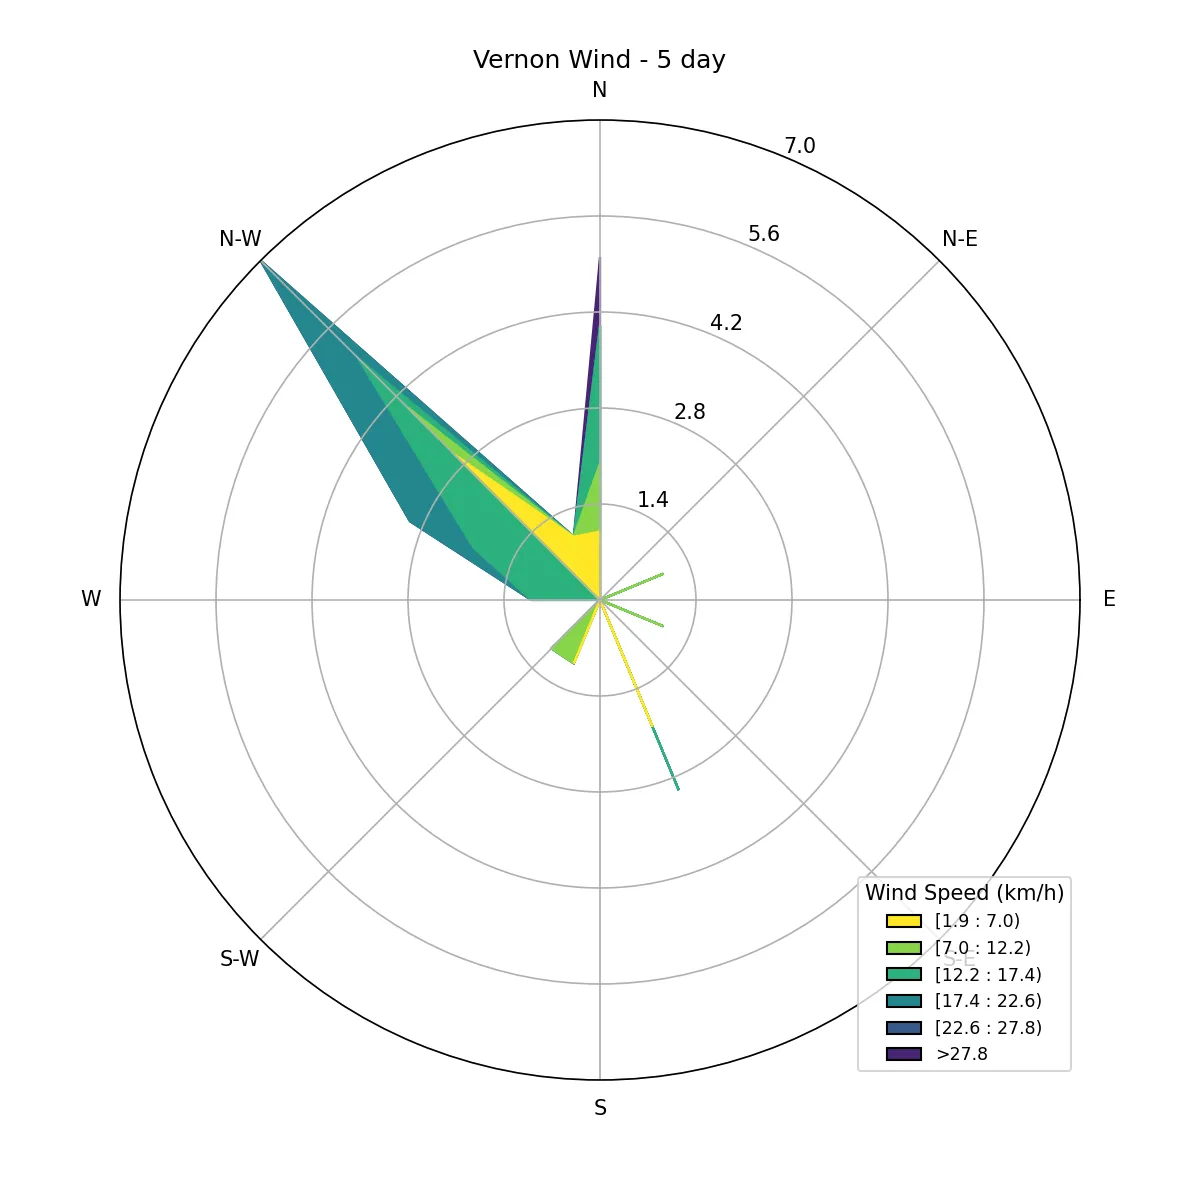 Vernon Wind - 5 day
N
7.0
N-W
5.6
N-E
4.2
2.8
1.4
W
E
S-W
S-E
S
Wind Speed (km/h)
[1.9 : 7.0)
[7.0 : 12.2)
[12.2 : 17.4)
[17.4 : 22.6)
[22.6 : 27.8)
>27.8